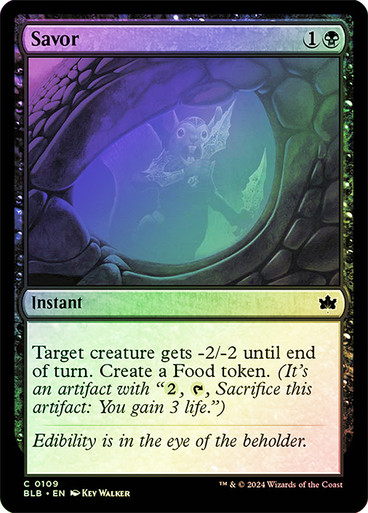 Savor 1
Instant
Target creature gets -2/-2 until end
of turn. Create a Food token. (It's
an artifact with “2, , Sacrifice this
artifact: You gain 3 life.”)
Edibility is in the eye of the beholder.
C 0109
BLB • EN Key Walker
™ & © 2024 Wizards of the Coast